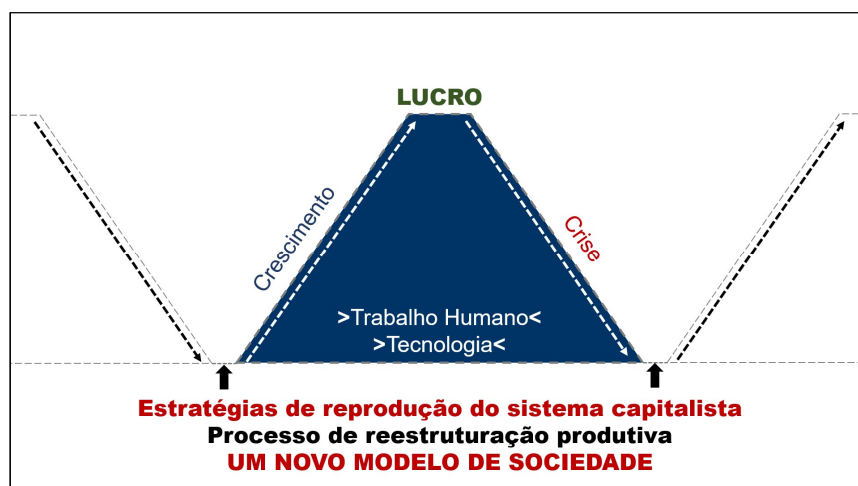 LUCRO
Crescimento
Crise
>Trabalho Humano<
>Tecnologia<
Estratégias de reprodução do sistema capitalista
Processo de reestruturação produtiva
UM NOVO MODELO DE SOCIEDADE